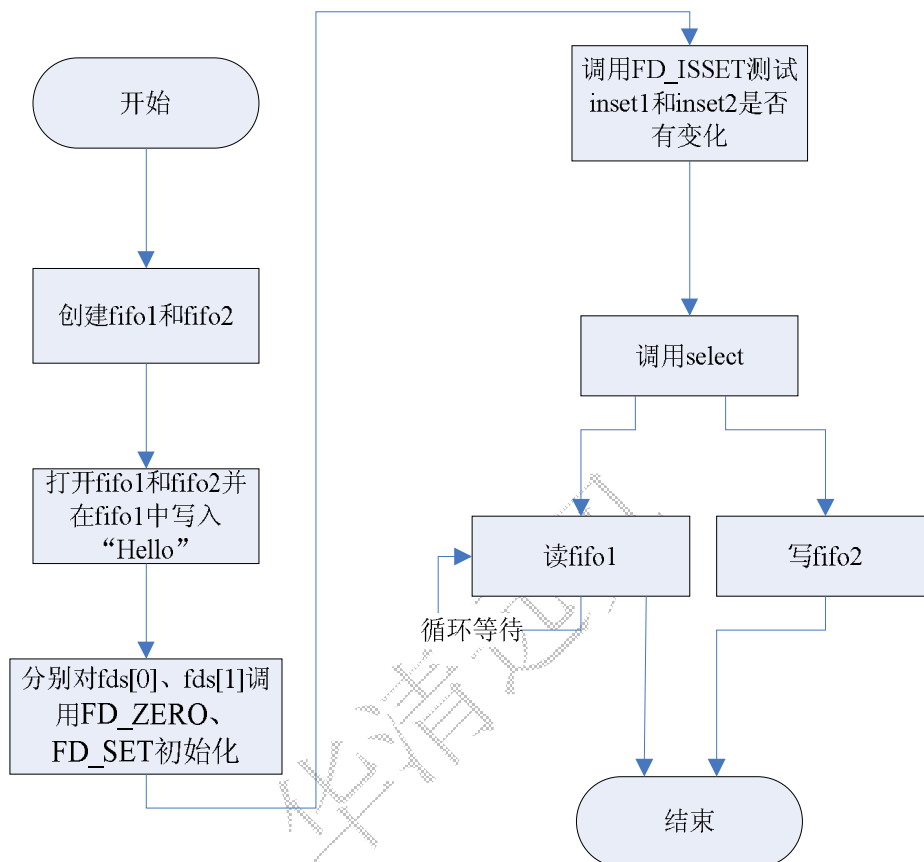 开始
创建fifo1和fifo2
打开fifo1和fifo2并
在fifo1中写入
“Hello”
分别对fds[0]、fds[1]调
用FD_ZERO、
FD_SET初始化
调用FD_ISSET测试
inset1和inset2是否
有变化
调用select
读fifo1
写fifo2
循环等待
结束
华清远